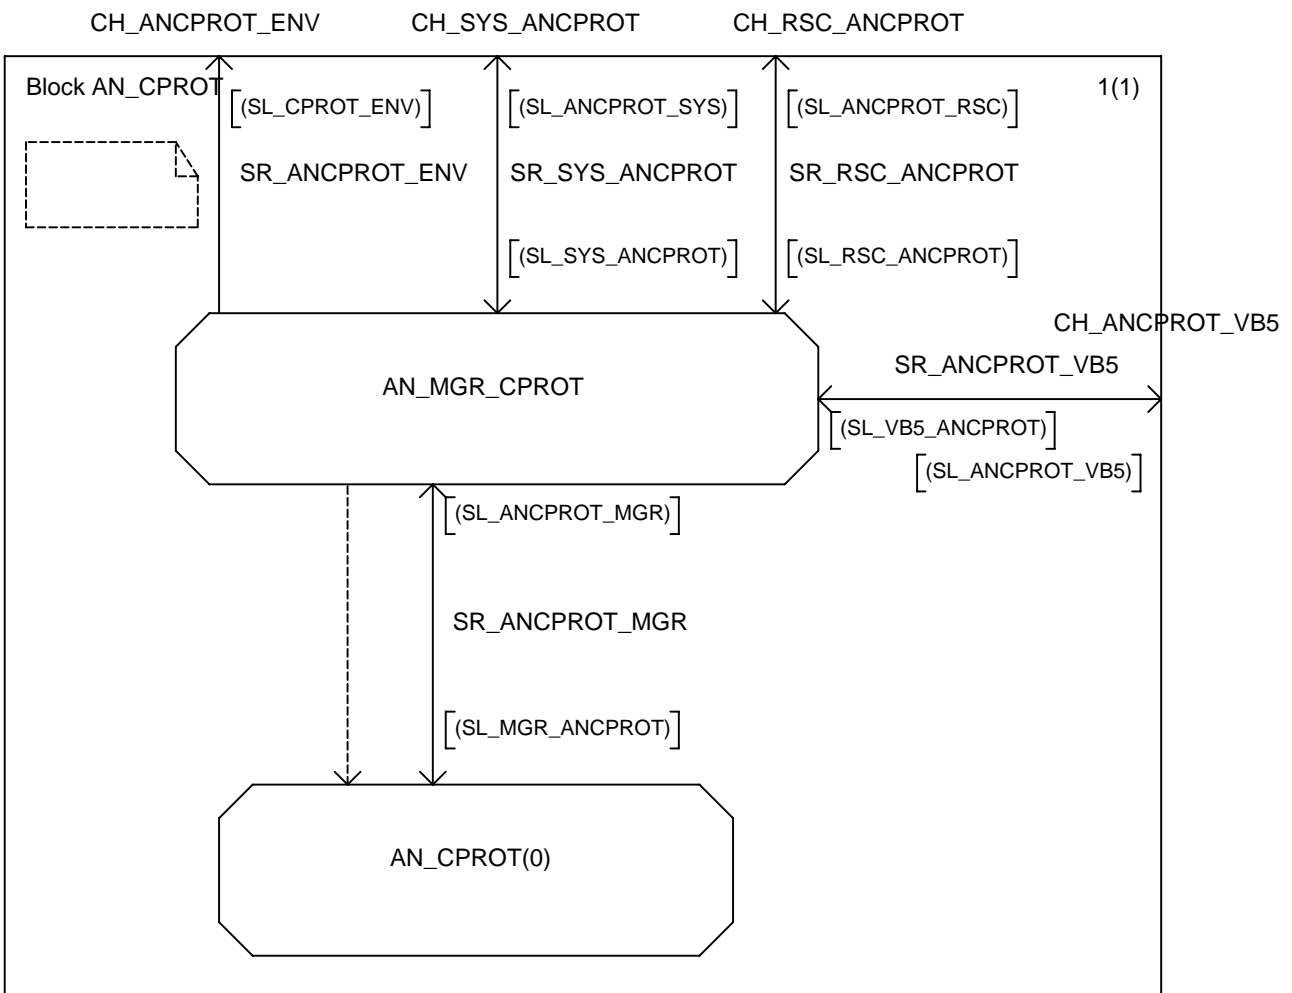 CH_ANCPROT_ENV CH_SYS_ANCPROT CH_RSC_ANCPROT
Block AN_CPROT 1(1)
[(SL_CPROT_ENV)] [(SL_ANCPROT_SYS)] [(SL_ANCPROT_RSC)]
SR_ANCPROT_ENV SR_SYS_ANCPROT SR_RSC_ANCPROT
[(SL_SYS_ANCPROT)] [(SL_RSC_ANCPROT)]
CH_ANCPROT_VB5
SR_ANCPROT_VB5
AN_MGR_CPROT
[(SL_VB5_ANCPROT)]
[(SL_ANCPROT_VB5)]
[(SL_ANCPROT_MGR)]
SR_ANCPROT_MGR
[(SL_MGR_ANCPROT)]
AN_CPROT(0)